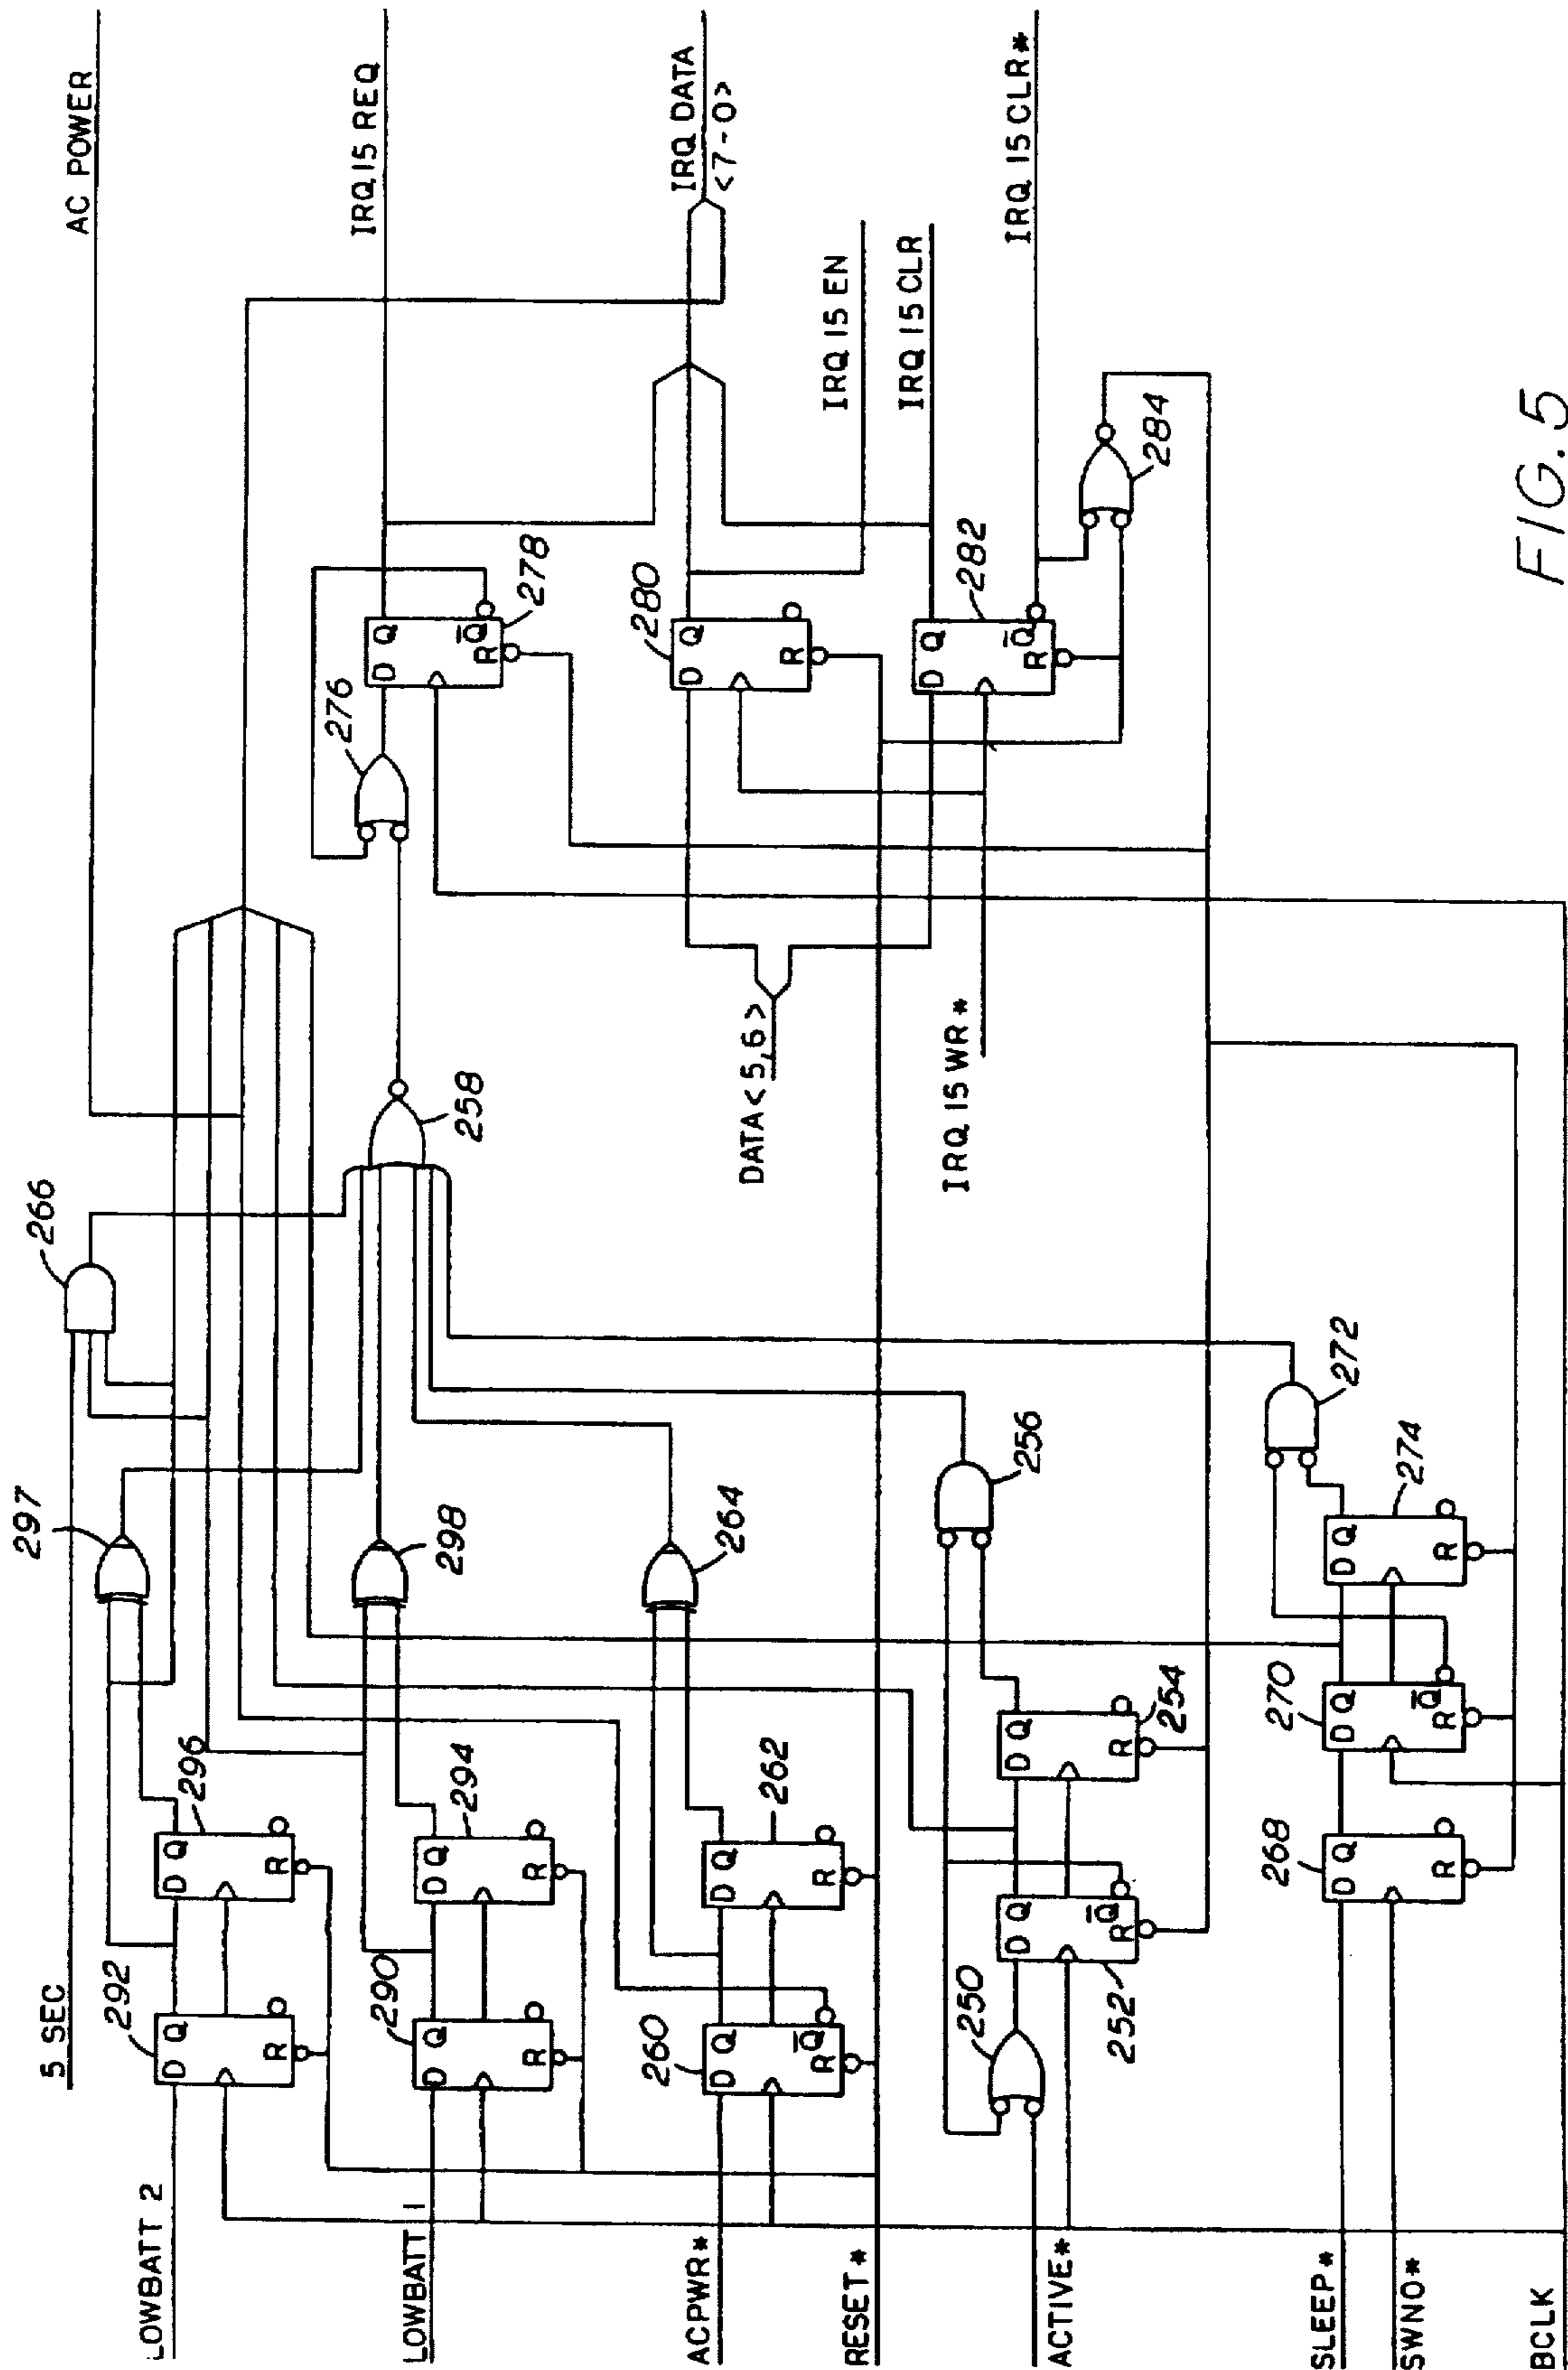 AC POWER
IRQ 15 REQ
IRQ DATA
<7-0>
IRQ 15 EN
IRQ 15 CLR
IRQ 15 CLR*
5 SEC
LOWBATT 2
LOWBATT 1
ACPWR*
RESET*
ACTIVE*
SLEEP*
SWNO*
BCLK
DATA<5,6>
IRQ 15 WR*
292
D Q
R
296
D Q
R
297
266
290
D Q
R
294
D Q
R
298
258
276
D Q
Q̅
R
278
260
D Q
Q̅
R
262
D Q
R
264
280
D Q
R
250
252
D Q
Q̅
R
254
D Q
R
256
282
D Q
Q̅
R
284
268
D Q
R
270
D Q
Q̅
R
274
D Q
R
272
FIG. 5